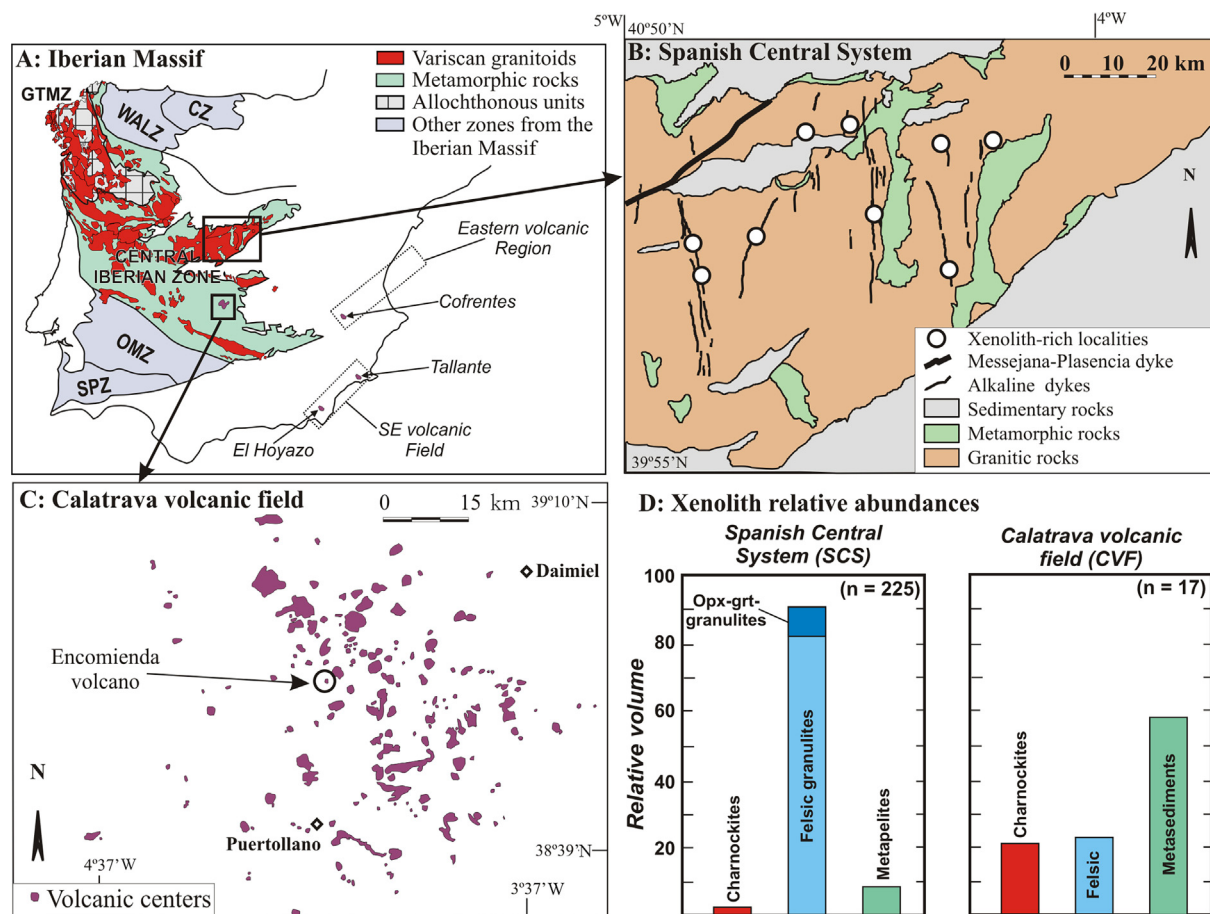 A: Iberian Massif
Variscan granitoids
Metamorphic rocks
Allochthonous units
Other zones from the
Iberian Massif
GTMZ
WALZ
CZ
CENTRAL
IBERIAN ZONE
OMZ
SPZ
Eastern volcanic
Region
Cofrentes
Tallante
El Hoyazo
SE volcanic
Field
5ºW
40º50'N
4ºW
B: Spanish Central System
0 10 20 km
N
Xenolith-rich localities
Messejana-Plasencia dyke
Alkaline dykes
Sedimentary rocks
Metamorphic rocks
Granitic rocks
39º55'N
C: Calatrava volcanic field
0 15 km
39º10'N
Daimiel
Encomienda
volcano
N
Puertollano
38º39'N
4º37'W
3º37'W
Volcanic centers
D: Xenolith relative abundances
Spanish Central
System (SCS)
Calatrava volcanic
field (CVF)
Relative volume
100
80
60
40
20
(n = 225)
Opx-grt-
granulites
Charnockites
Felsic granulites
Metapelites
(n = 17)
Charnockites
Felsic
Metasediments